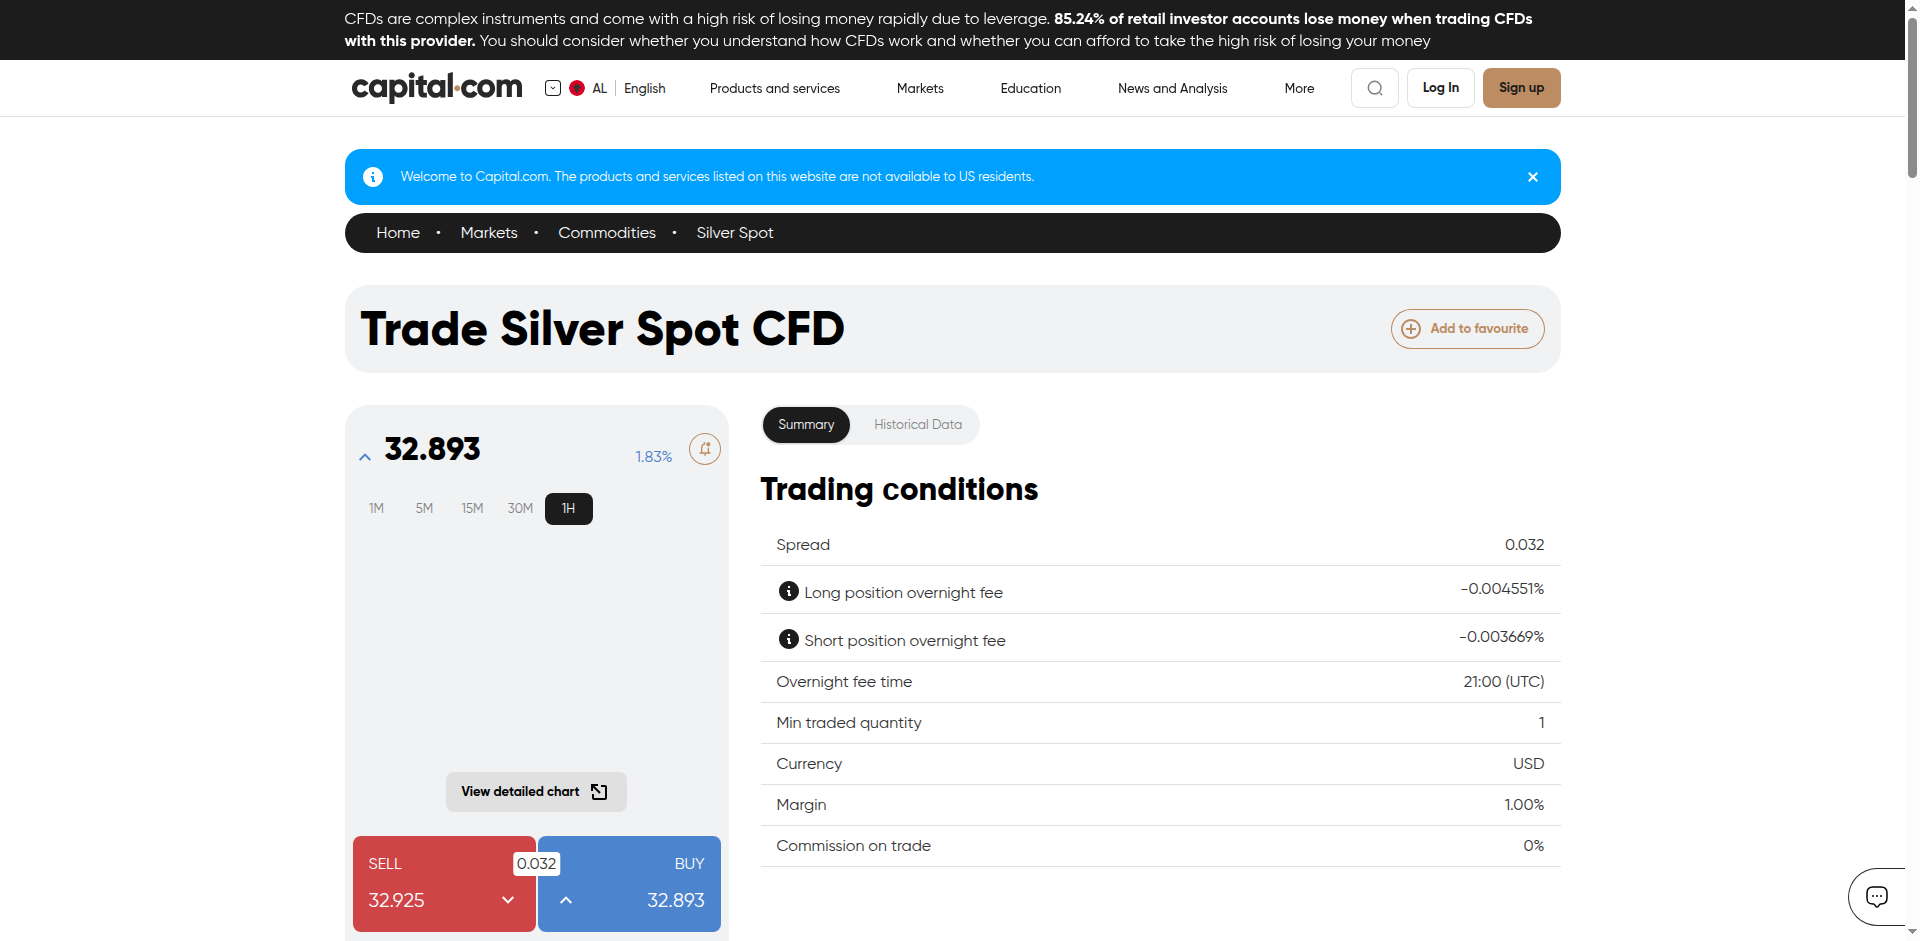 CFDs are complex instruments and come with a high risk of losing money rapidly due to leverage. 85.24% of retail investor accounts lose money when trading CFDs
with this provider. You should consider whether you understand how CFDs work and whether you can afford to take the high risk of losing your money
capital.com
AL English
Products and services
Markets
Education
News and Analysis
More
Log In
Sign up
Welcome to Capital.com. The products and services listed on this website are not available to US residents.
Home • Markets • Commodities • Silver Spot
Trade Silver Spot CFD
Add to favourite
32.893
1.83%
1M 5M 15M 30M 1H
View detailed chart
SELL 0.032 BUY
32.925 32.893
Summary Historical Data
Trading conditions
Spread 0.032
Long position overnight fee -0.004551%
Short position overnight fee -0.003669%
Overnight fee time 21:00 (UTC)
Min traded quantity 1
Currency USD
Margin 1.00%
Commission on trade 0%